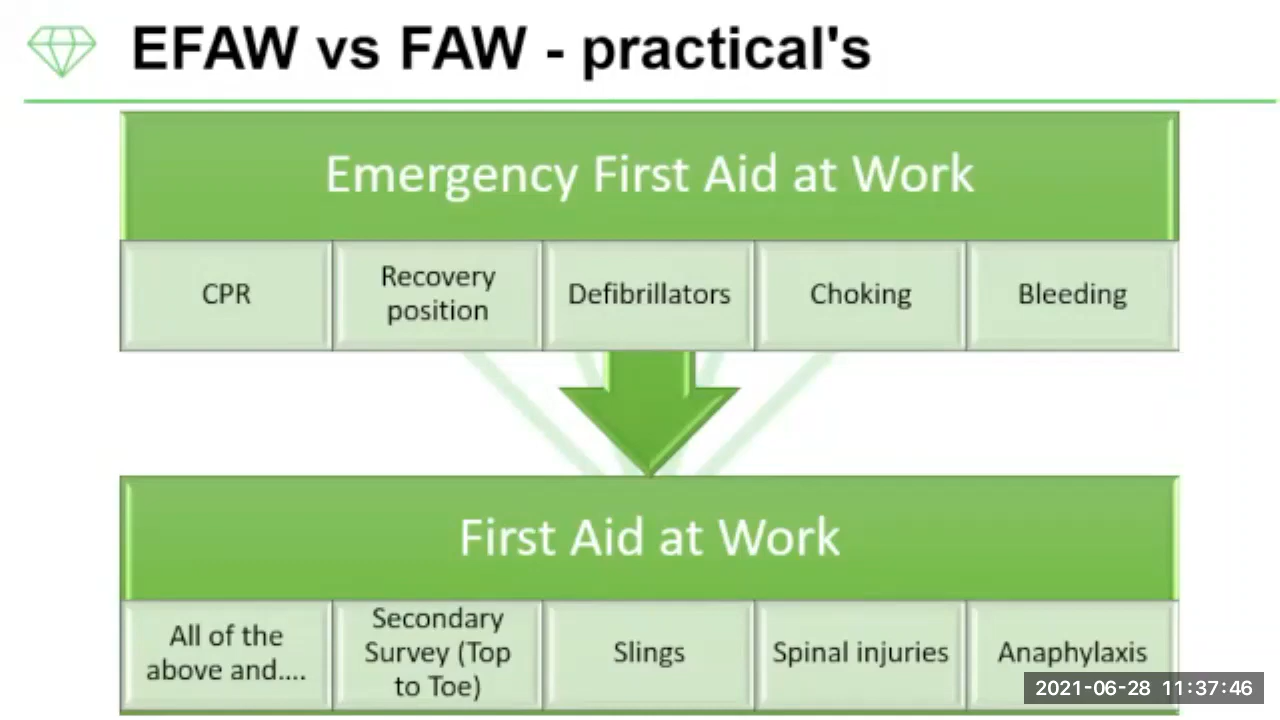 EFAW vs FAW - practical's
Emergency First Aid at Work
CPR
Recovery
position
Defibrillators
Choking
Bleeding
First Aid at Work
All of the
above and....
Secondary
Survey (Top
to Toe)
Slings
Spinal injuries
Anaphylaxis
2021-06-28 11:37:46